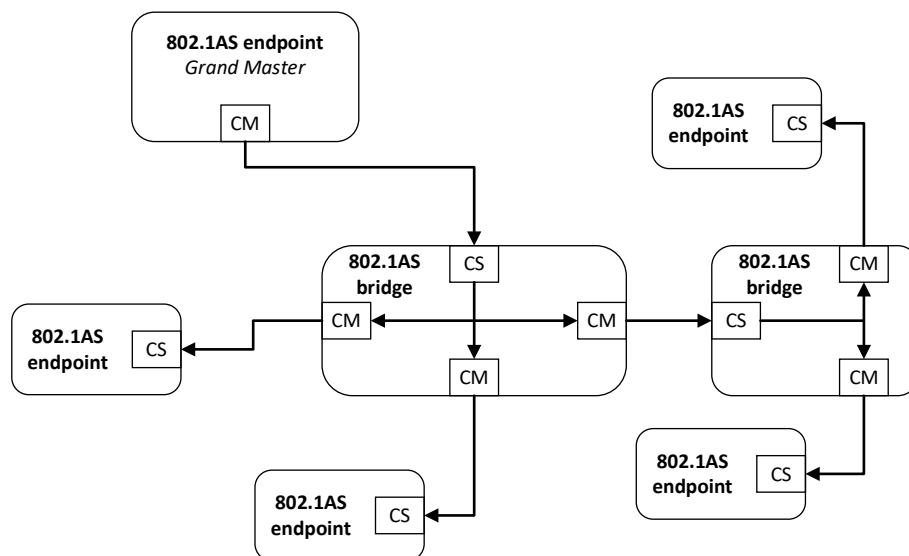 802.1AS endpoint
Grand Master
CM
802.1AS
endpoint
CS
802.1AS
bridge
CS
CM
CM
CM
802.1AS
bridge
CM
CS
CM
802.1AS
endpoint
CS
802.1AS
endpoint
CS
802.1AS
endpoint
CS